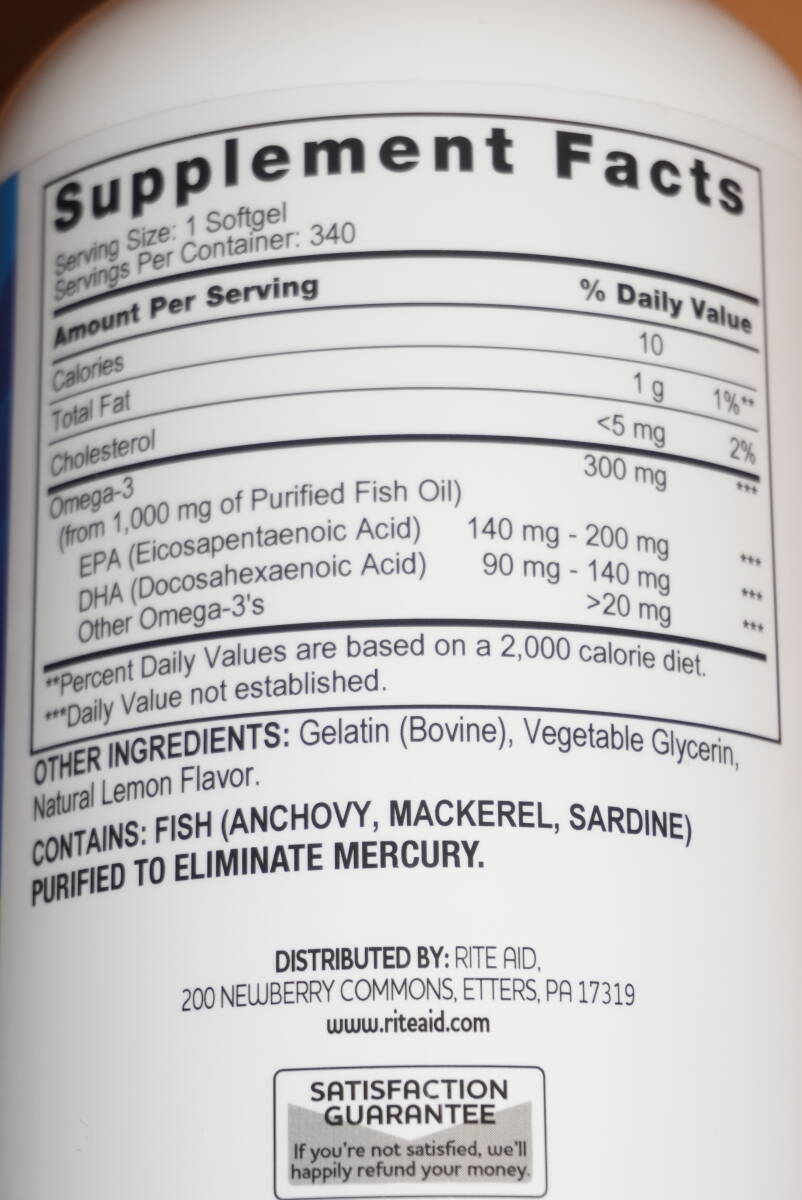 Supplement Facts
Serving Size: 1 Softgel
Servings Per Container: 340
Amount Per Serving % Daily Value
Calories 10
Total Fat 1 g 1%**
Cholesterol <5 mg 2%
Omega-3 300 mg ***
(from 1,000 mg of Purified Fish Oil)
EPA (Eicosapentaenoic Acid) 140 mg - 200 mg ***
DHA (Docosahexaenoic Acid) 90 mg - 140 mg ***
Other Omega-3's >20 mg ***
**Percent Daily Values are based on a 2,000 calorie diet.
***Daily Value not established.
OTHER INGREDIENTS: Gelatin (Bovine), Vegetable Glycerin,
Natural Lemon Flavor.
CONTAINS: FISH (ANCHOVY, MACKEREL, SARDINE)
PURIFIED TO ELIMINATE MERCURY.
DISTRIBUTED BY: RITE AID,
200 NEWBERRY COMMONS, ETTERS, PA 17319
www.riteaid.com
SATISFACTION
GUARANTEE
If you're not satisfied, we'll
happily refund your money.